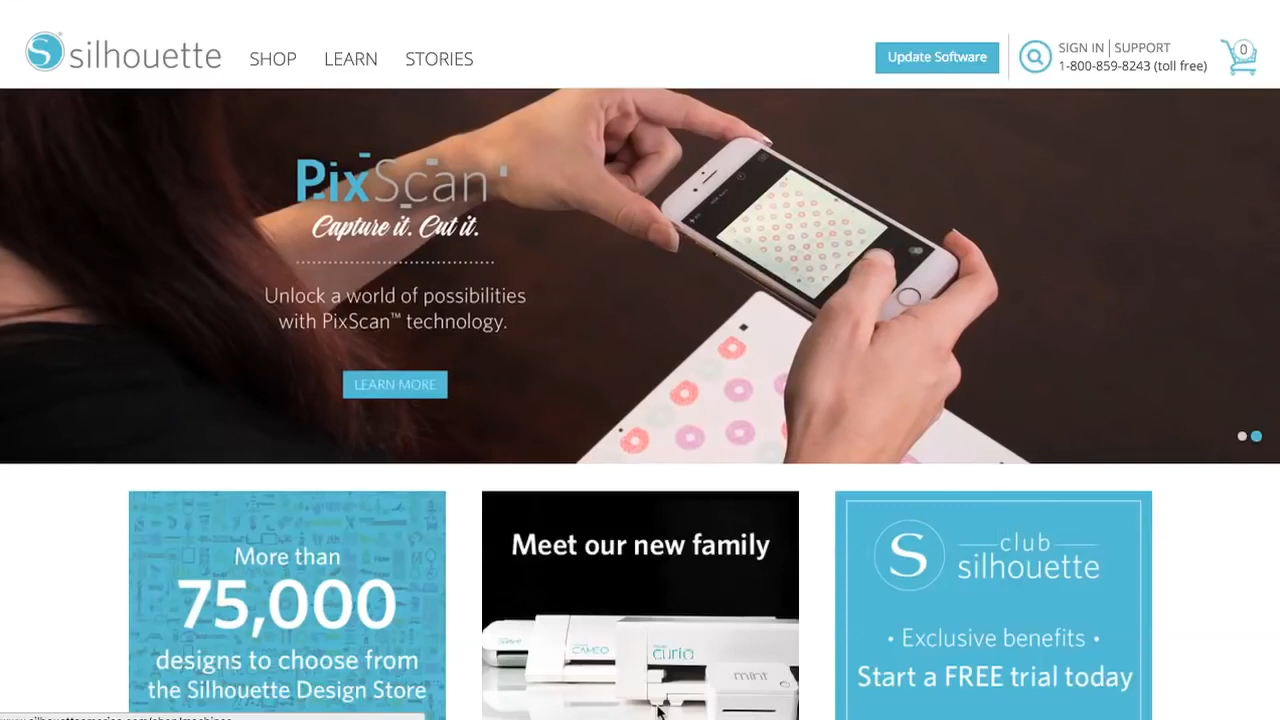 silhouette
SHOP LEARN STORIES
Update Software
SIGN IN | SUPPORT
1-800-859-8243 (toll free)
0
PixScan
Capture it. Cut it.
Unlock a world of possibilities
with PixScan™ technology.
LEARN MORE
More than
75,000
designs to choose from
the Silhouette Design Store
Meet our new family
CAMEO
curio
mint
S
club
silhouette
• Exclusive benefits •
Start a FREE trial today